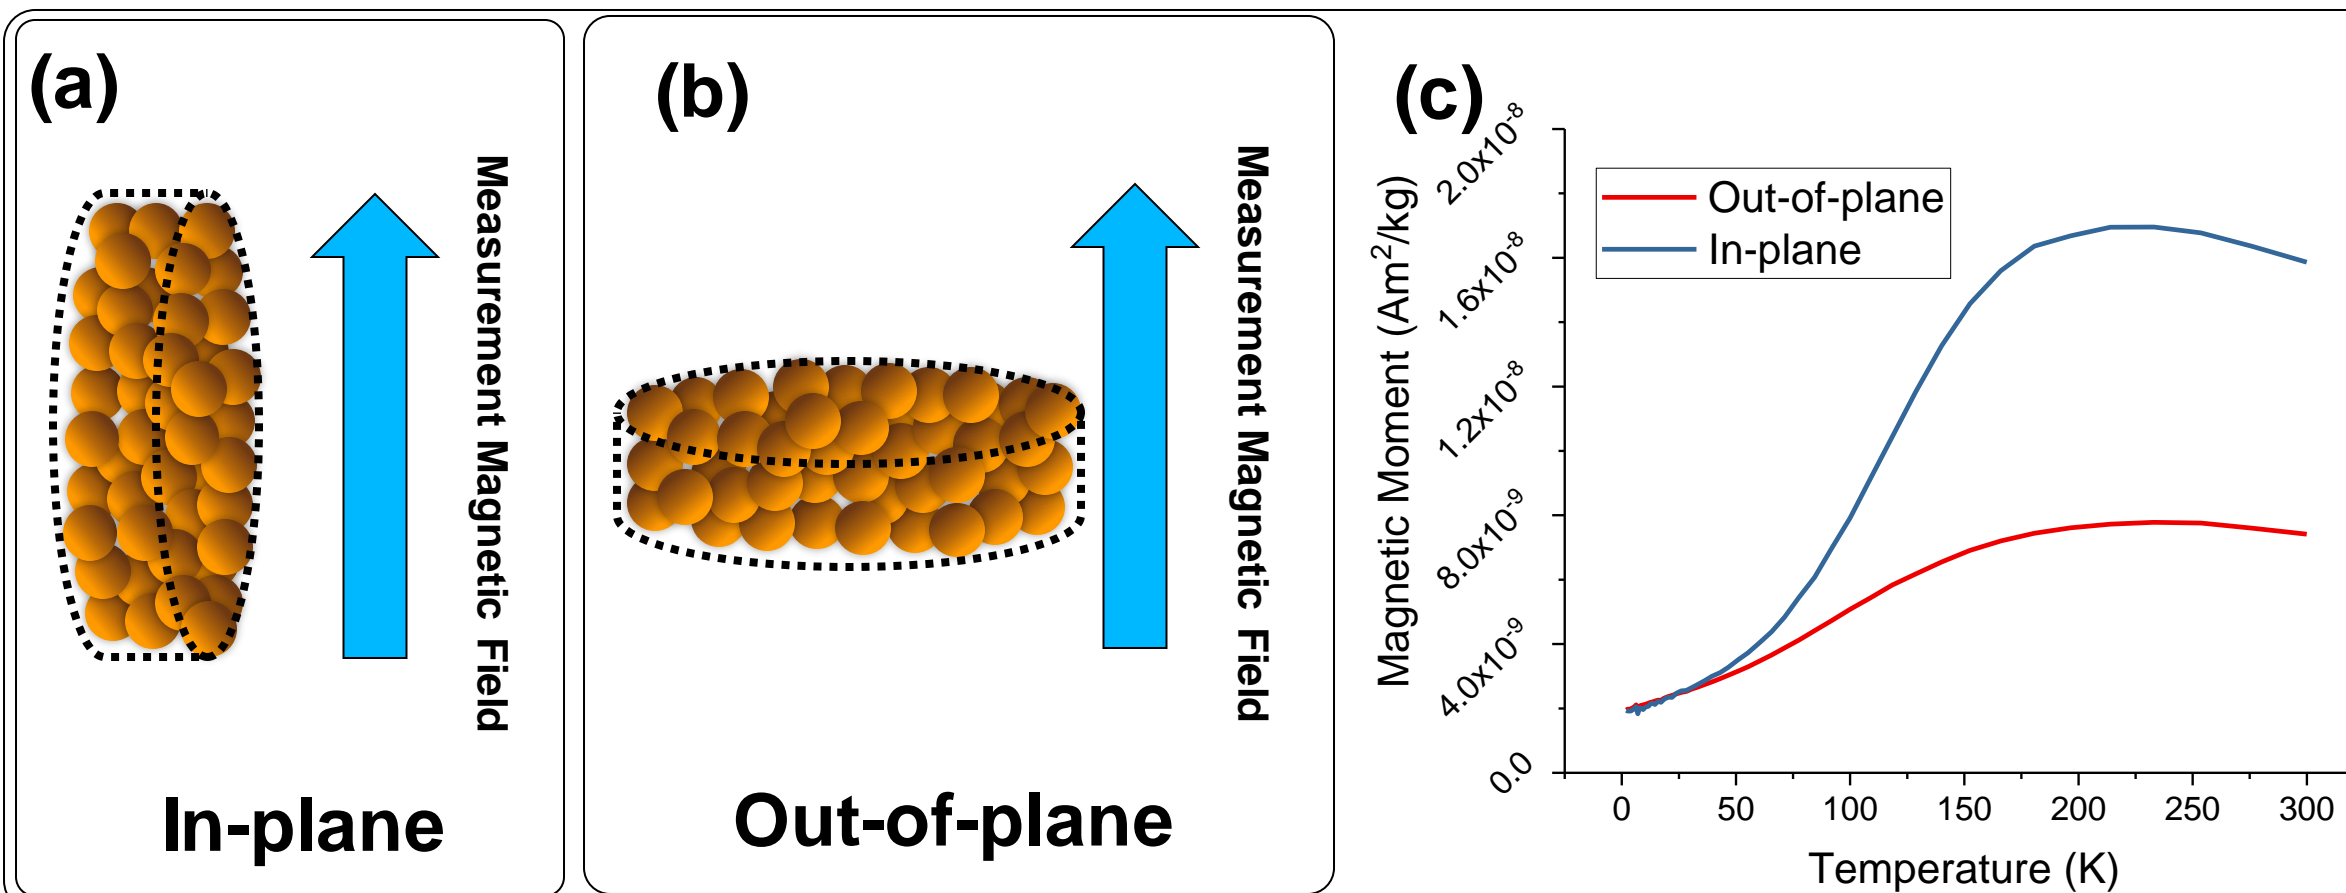 (a)
Measurement Magnetic Field
In-plane
(b)
Measurement Magnetic Field
Out-of-plane
(c)
Out-of-plane
In-plane
Magnetic Moment (Am²/kg)
2.0x10⁻⁸
1.6x10⁻⁸
1.2x10⁻⁸
8.0x10⁻⁹
4.0x10⁻⁹
0.0
0 50 100 150 200 250 300
Temperature (K)